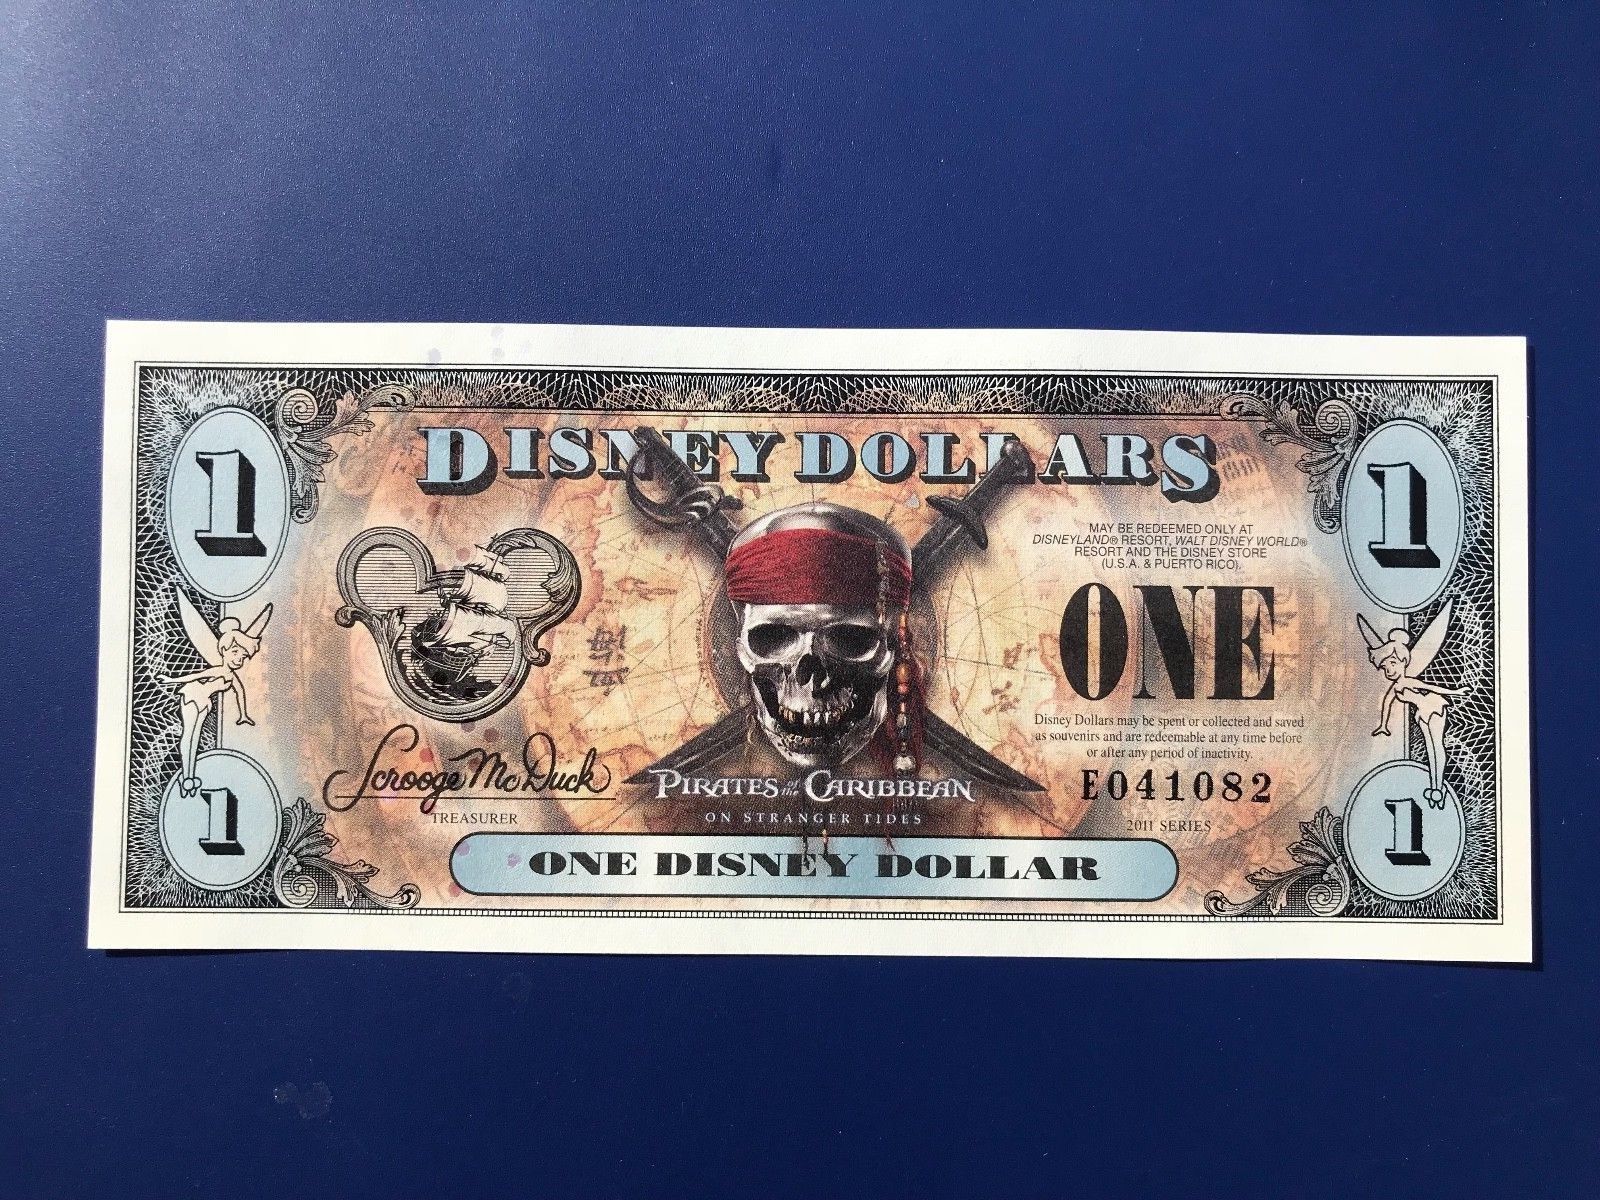 DISNEY DOLLARS
1
1
MAY BE REDEEMED ONLY AT
DISNEYLAND® RESORT, WALT DISNEY WORLD®
RESORT AND THE DISNEY STORE
(U.S.A. & PUERTO RICO).
ONE
Disney Dollars may be spent or collected and saved
as souvenirs and are redeemable at any time before
or after any period of inactivity.
E041082
2011 SERIES
Scrooge McDuck
TREASURER
PIRATES OF THE CARIBBEAN
ON STRANGER TIDES
1
1
ONE DISNEY DOLLAR